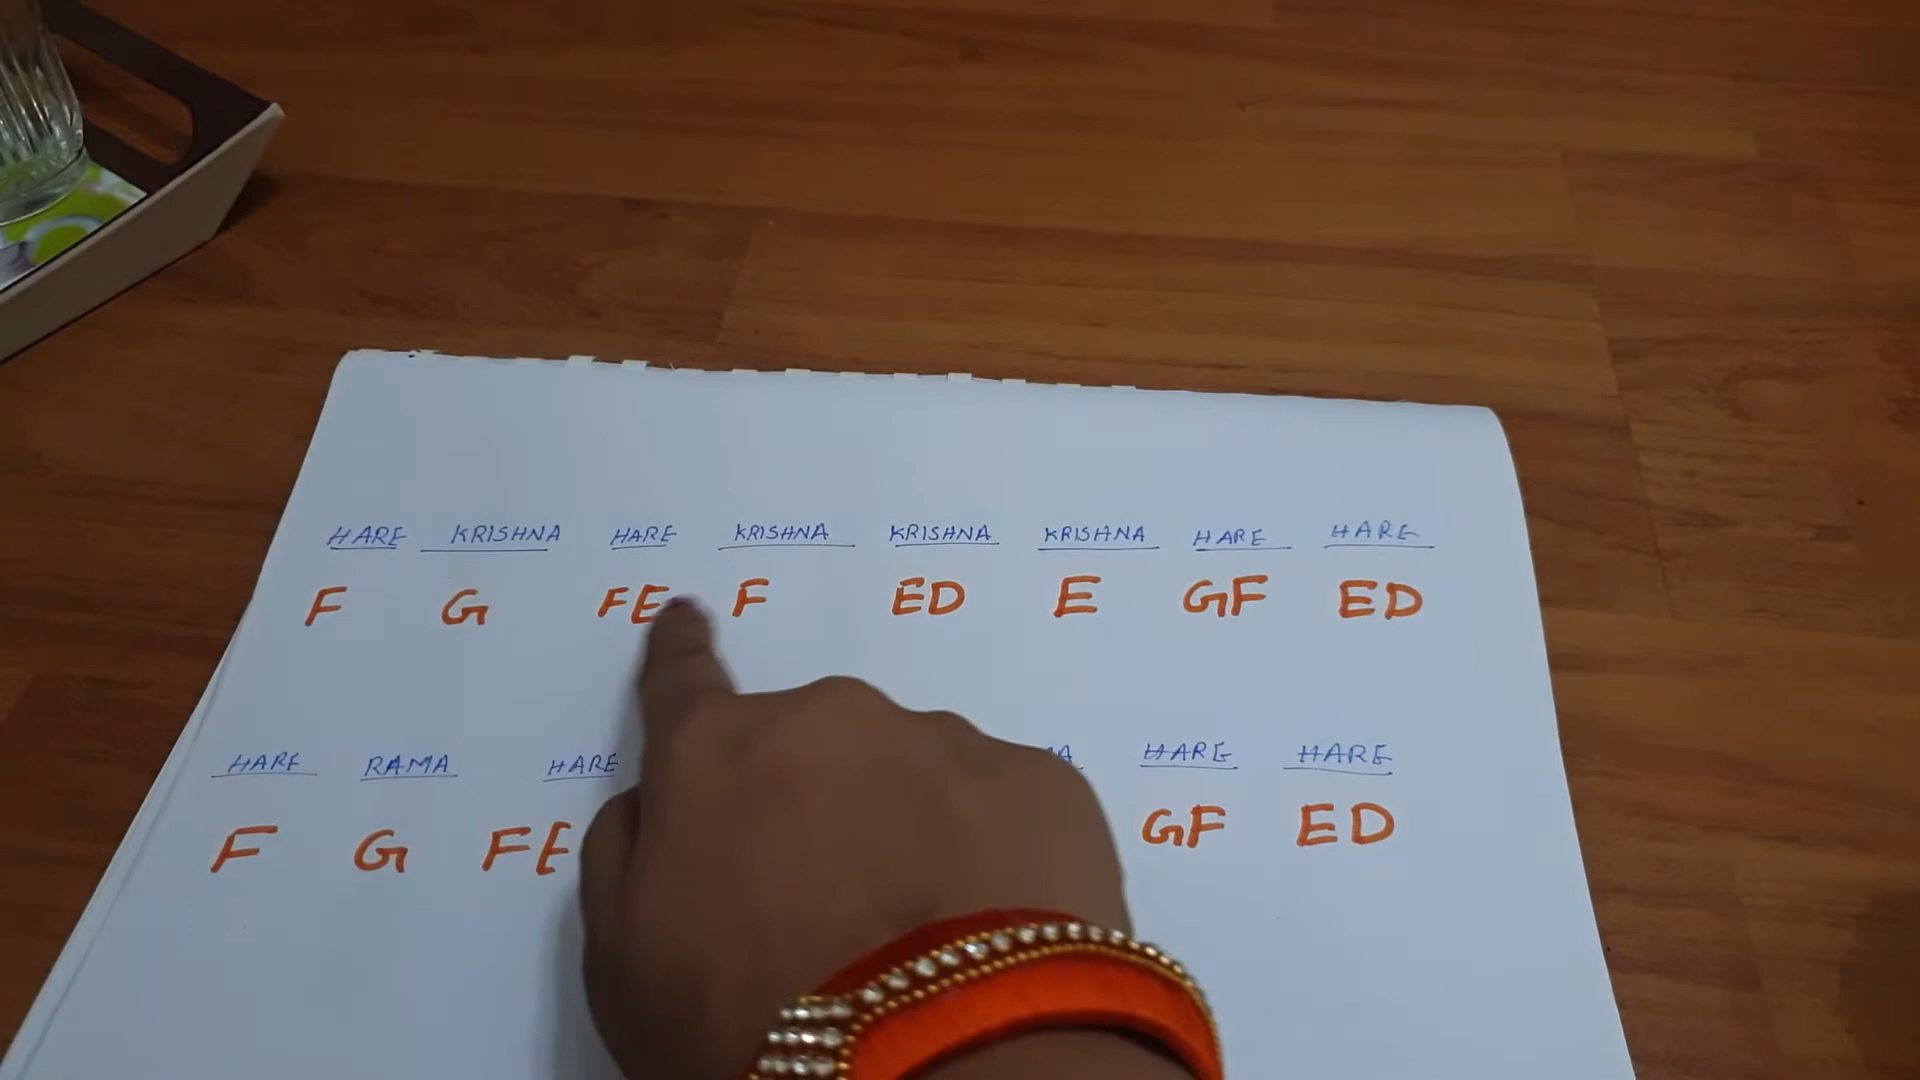 HARE KRISHNA HARE KRISHNA KRISHNA KRISHNA HARE HARE
F G FE F ED E GF ED
HARE RAMA HARE HARE HARE
F G FE GF ED